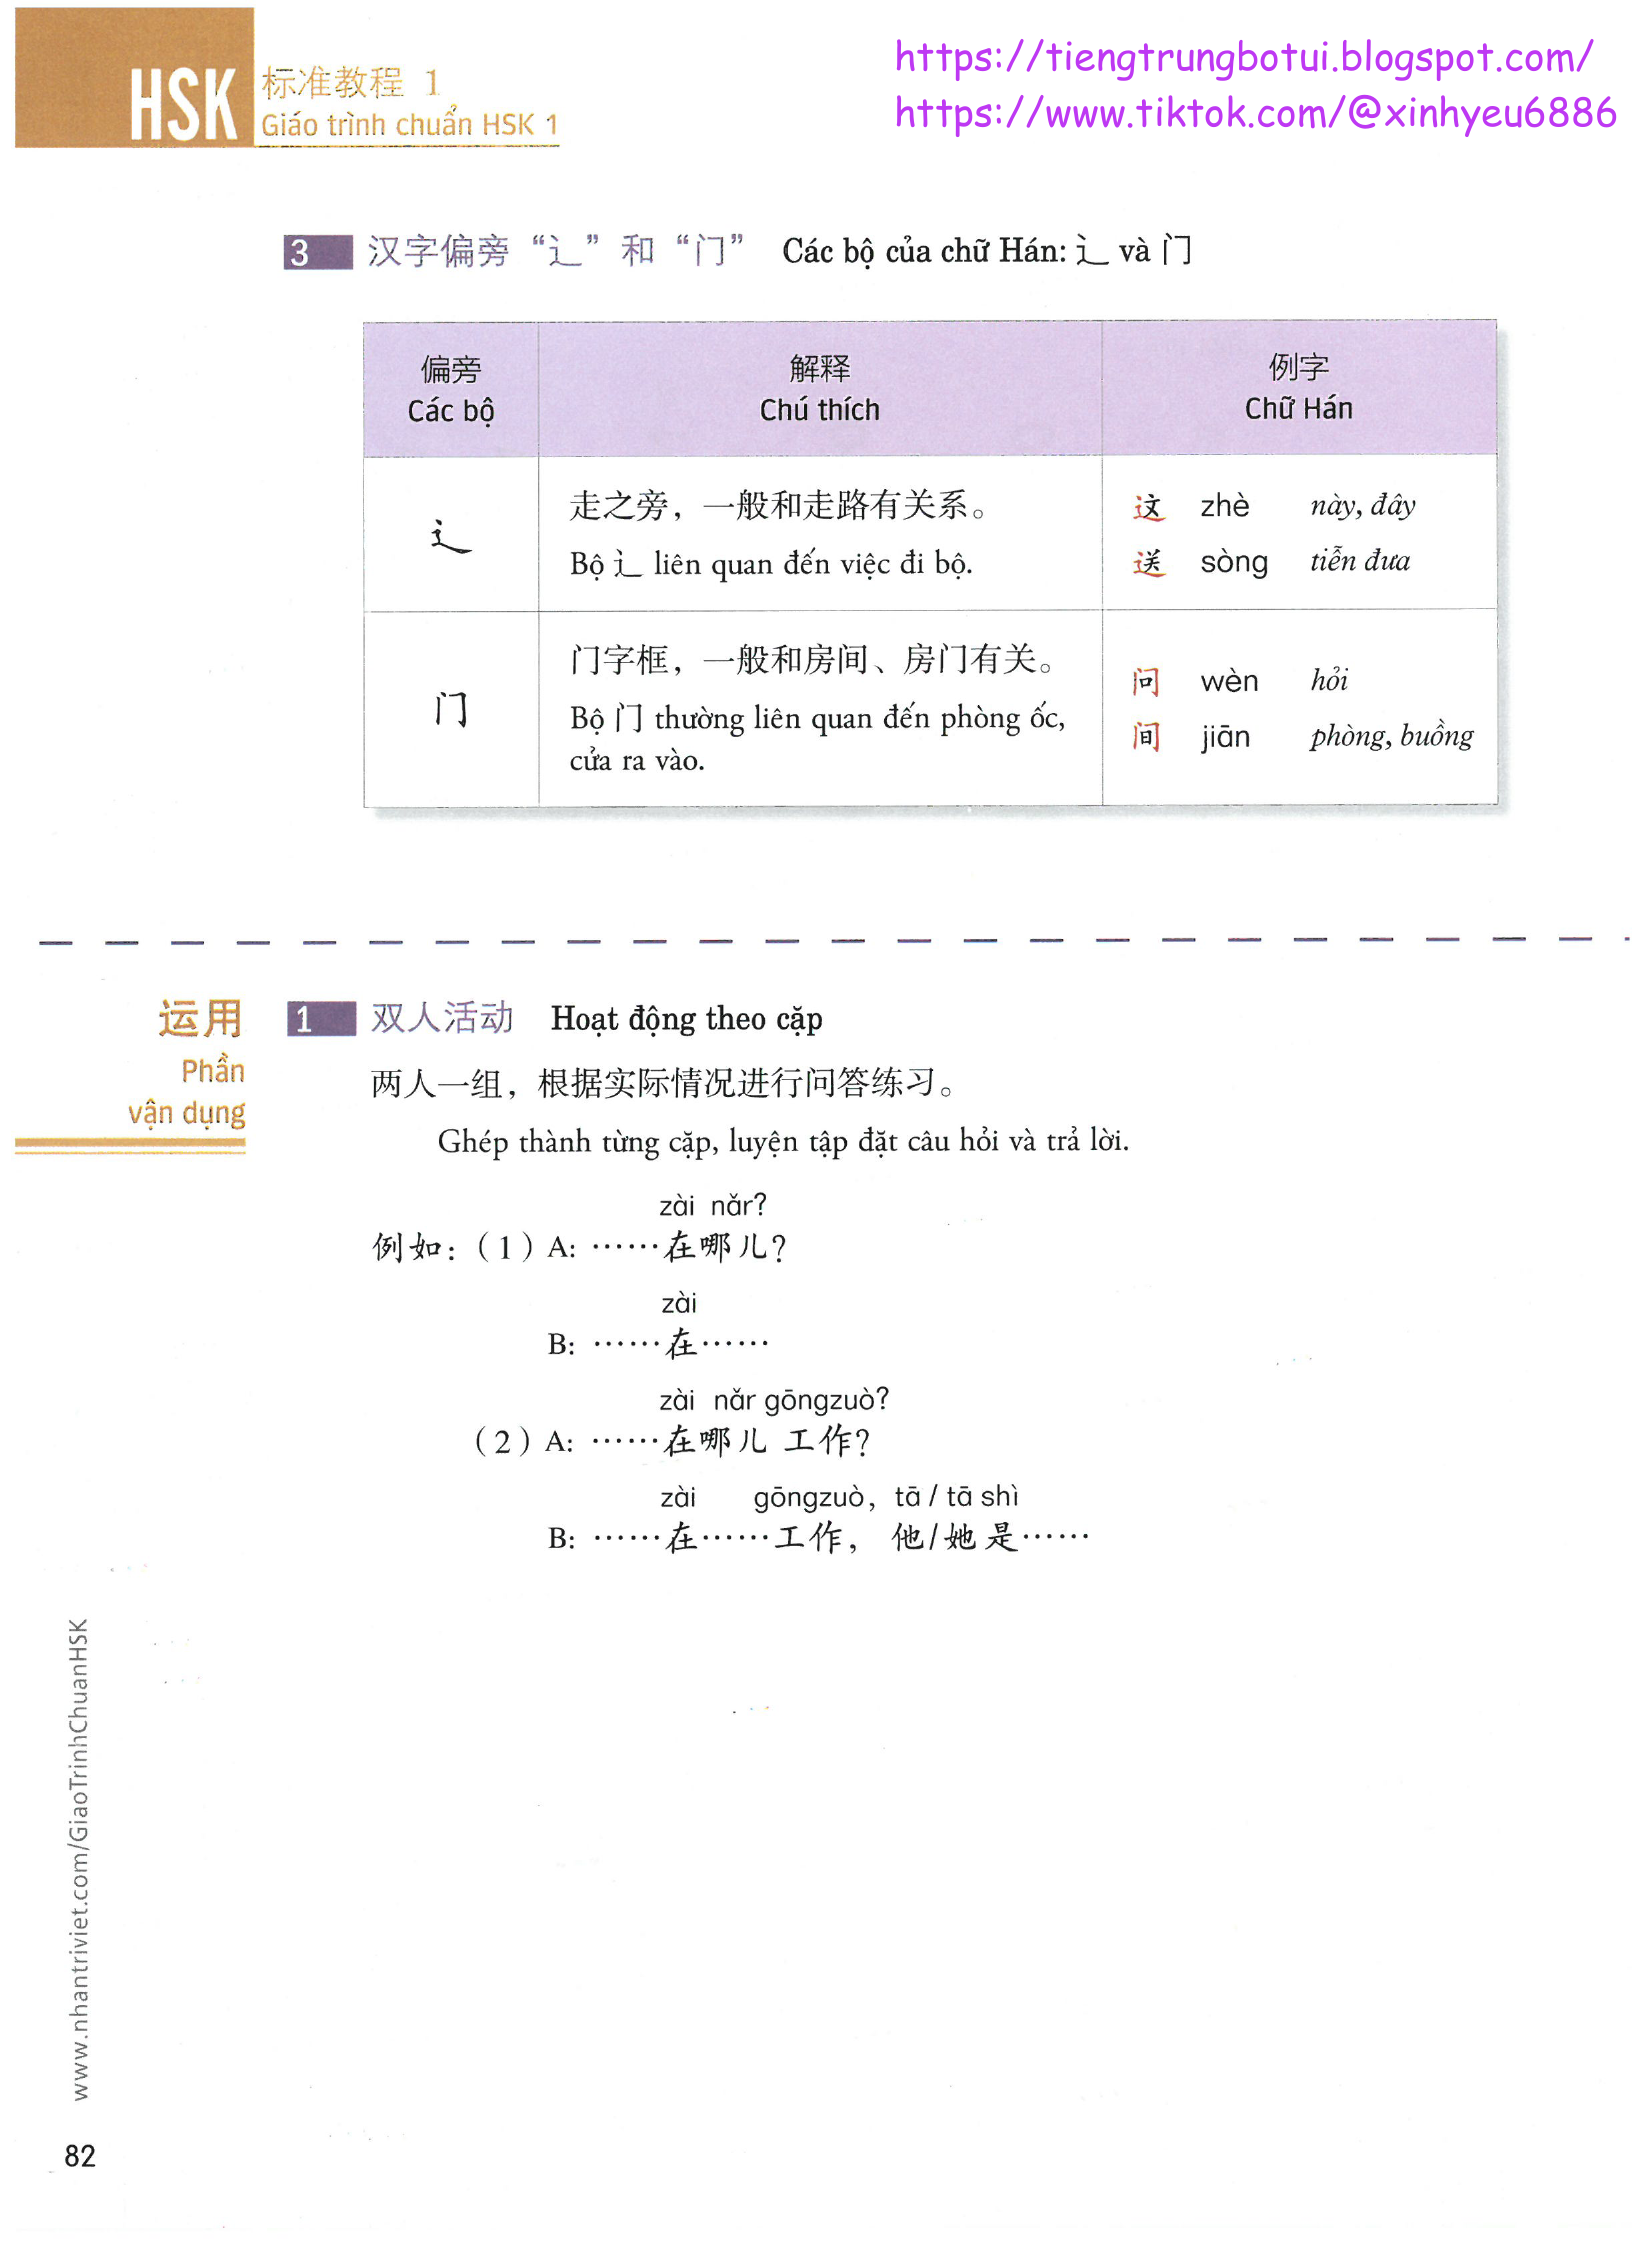 https://tiengtrungbotui.blogspot.com/
https://www.tiktok.com/@xinhyeu6886
HSK 标准教程 1
Giáo trình chuẩn HSK 1
3 汉字偏旁“辶”和“门” Các bộ của chữ Hán: 辶 và 门
偏旁 解释 例字
Các bộ Chú thích Chữ Hán
辶
走之旁，一般和走路有关系。
Bộ 辶 liên quan đến việc đi bộ.
这 zhè này, đây
送 sòng tiễn đưa
门
门字框，一般和房间、房门有关。
Bộ 门 thường liên quan đến phòng ốc,
cửa ra vào.
问 wèn hỏi
间 jiān phòng, buồng
运用
Phần
vận dụng
1 双人活动 Hoạt động theo cặp
两人一组，根据实际情况进行问答练习。
Ghép thành từng cặp, luyện tập đặt câu hỏi và trả lời.
zài nǎr?
例如：（1）A: ……在哪儿？
zài
B: ……在……
zài nǎr gōngzuò?
（2）A: ……在哪儿 工作？
zài gōngzuò, tā / tā shì
B: ……在……工作， 他/她 是……
www.nhantriviet.com/GiaoTrinhChuanHSK
82